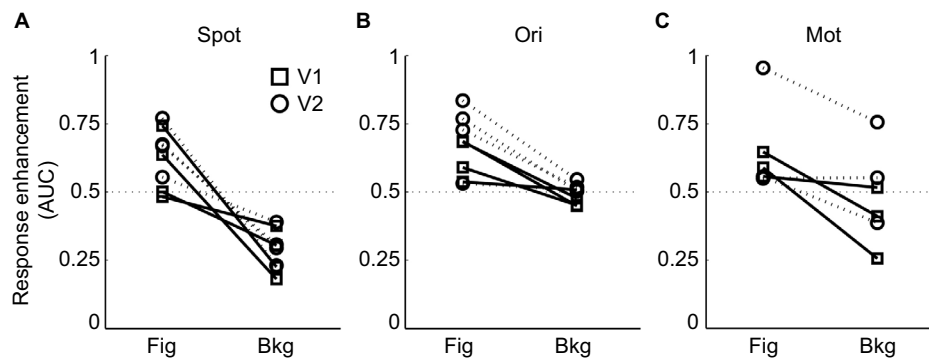 A
Spot
B
Ori
C
Mot
Response enhancement
(AUC)
1
0.75
0.5
0.25
0
V1
V2
Fig
Bkg
1
0.75
0.5
0.25
0
Fig
Bkg
1
0.75
0.5
0.25
0
Fig
Bkg